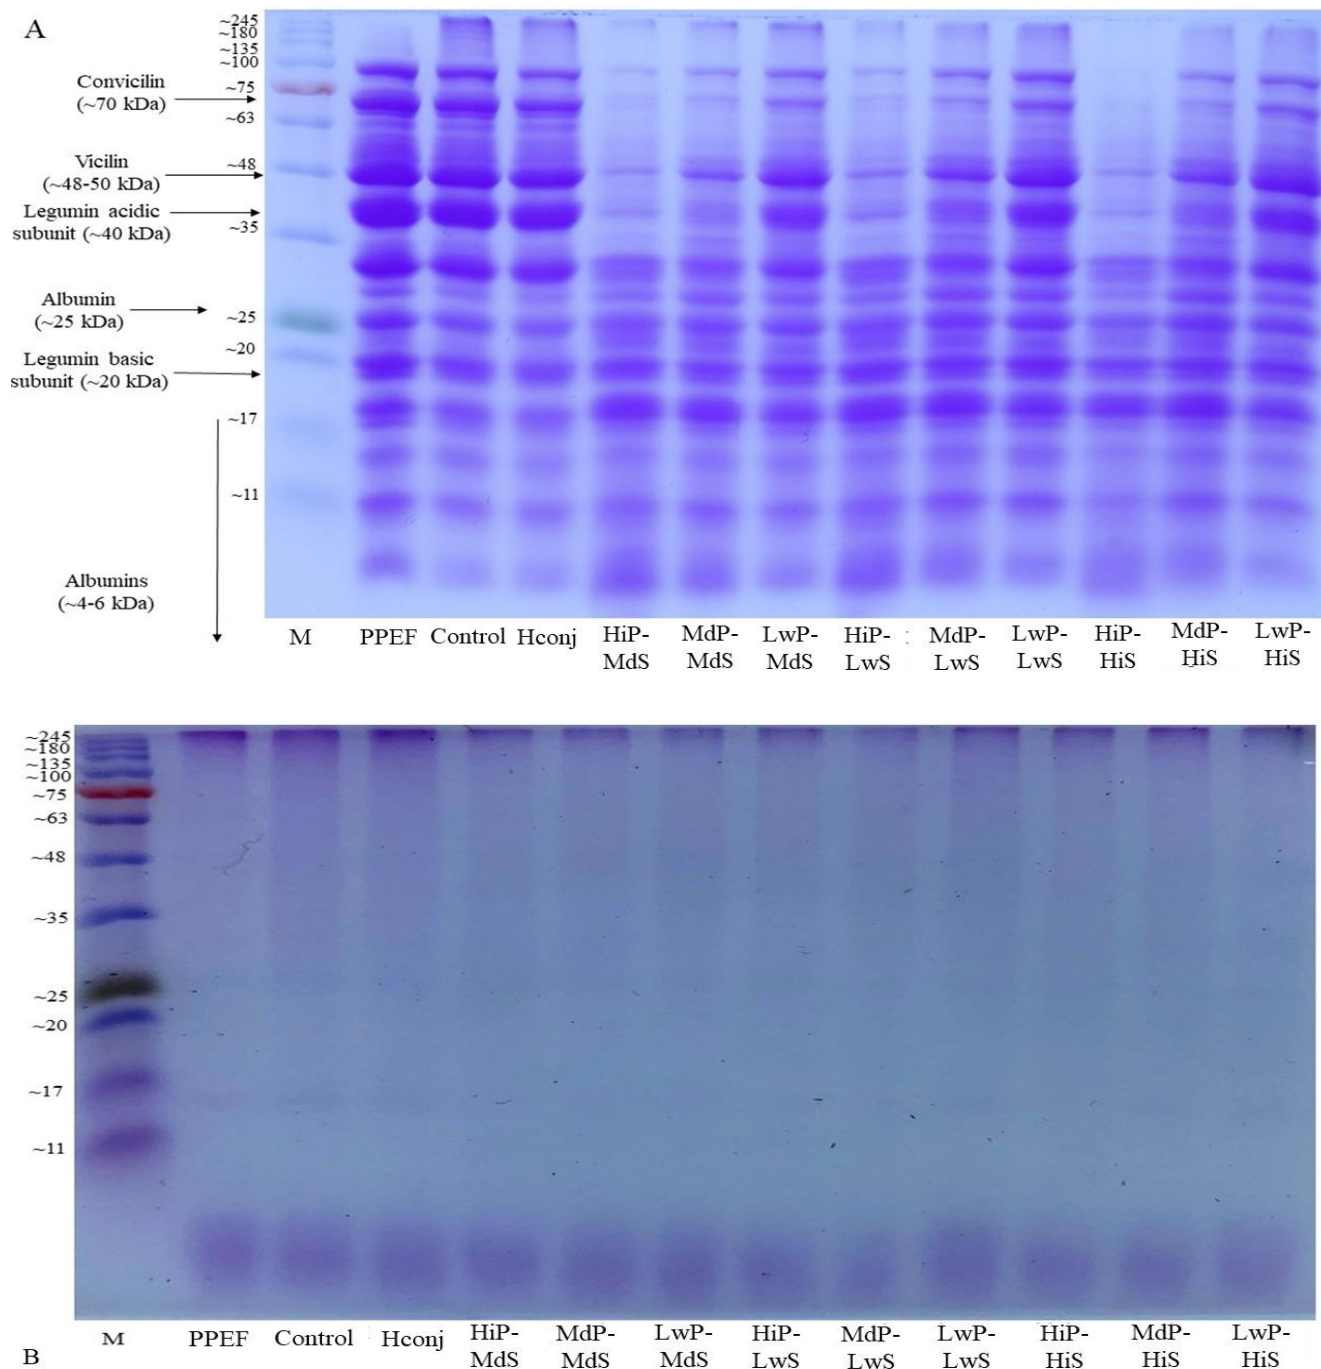 A
~245
~180
~135
~100
~75
~63
~48
~35
~25
~20
~17
~11
Convicilin
(~70 kDa)
Vicilin
(~48-50 kDa)
Legumin acidic
subunit (~40 kDa)
Albumin
(~25 kDa)
Legumin basic
subunit (~20 kDa)
Albumins
(~4-6 kDa)
M
PPEF
Control
Hconj
HiP-
MdS
MdP-
MdS
LwP-
MdS
HiP-
LwS
MdP-
LwS
LwP-
LwS
HiP-
HiS
MdP-
HiS
LwP-
HiS
~245
~180
~135
~100
~75
~63
~48
~35
~25
~20
~17
~11
M
PPEF
Control
Hconj
HiP-
MdS
MdP-
MdS
LwP-
MdS
HiP-
LwS
MdP-
LwS
LwP-
LwS
HiP-
HiS
MdP-
HiS
LwP-
HiS
B